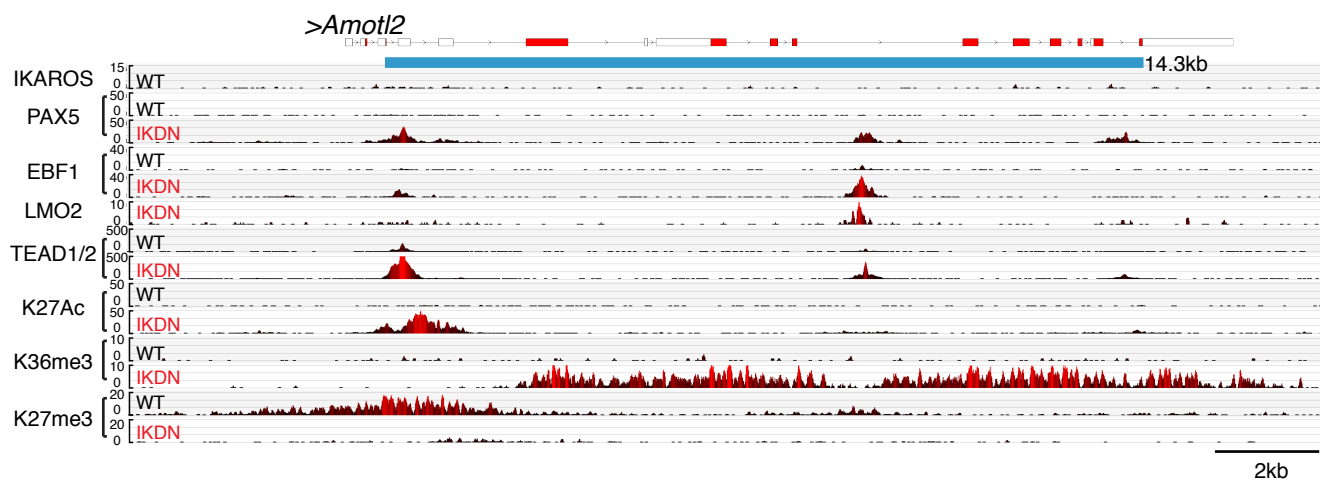 >Amotl2
14.3kb
IKAROS 15 0 WT
PAX5 50 0 WT
50 0 IKDN
EBF1 40 0 WT
40 0 IKDN
LMO2 10 0 IKDN
TEAD1/2 500 0 WT
500 0 IKDN
K27Ac 50 0 WT
50 0 IKDN
K36me3 10 0 WT
10 0 IKDN
K27me3 20 0 WT
20 0 IKDN
2kb